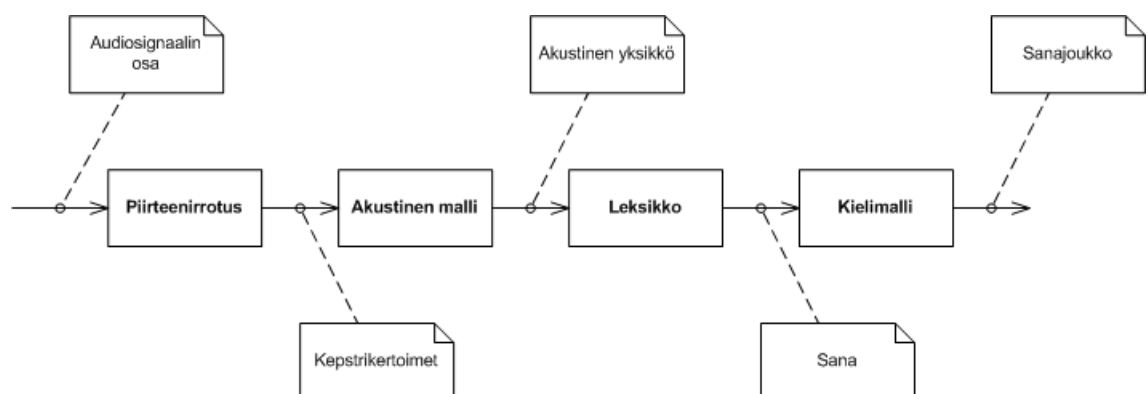 Audiosignaalin
osa
Akustinen yksikkö
Sanajoukko
Piirteenirrotus
Akustinen malli
Leksikko
Kielimalli
Kepstrikertoimet
Sana